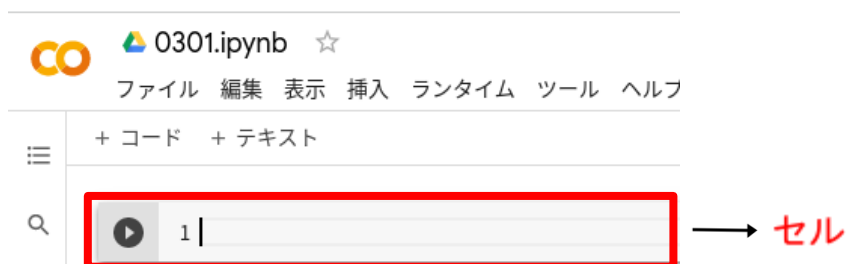 0301.ipynb
ファイル 編集 表示 挿入 ランタイム ツール ヘルプ
+ コード + テキスト
1
セル